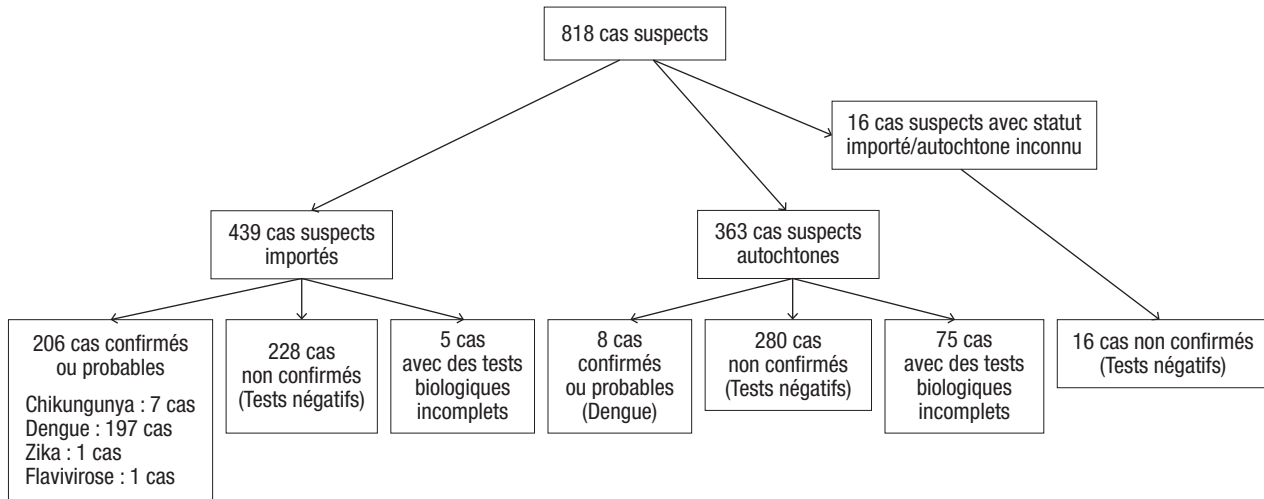 818 cas suspects
16 cas suspects avec statut
importé/autochtone inconnu
439 cas suspects
importés
363 cas suspects
autochtones
206 cas confirmés
ou probables
Chikungunya : 7 cas
Dengue : 197 cas
Zika : 1 cas
Flavivirose : 1 cas
228 cas
non confirmés
(Tests négatifs)
5 cas
avec des tests
biologiques
incomplets
8 cas
confirmés
ou probables
(Dengue)
280 cas
non confirmés
(Tests négatifs)
75 cas
avec des tests
biologiques
incomplets
16 cas non confirmés
(Tests négatifs)